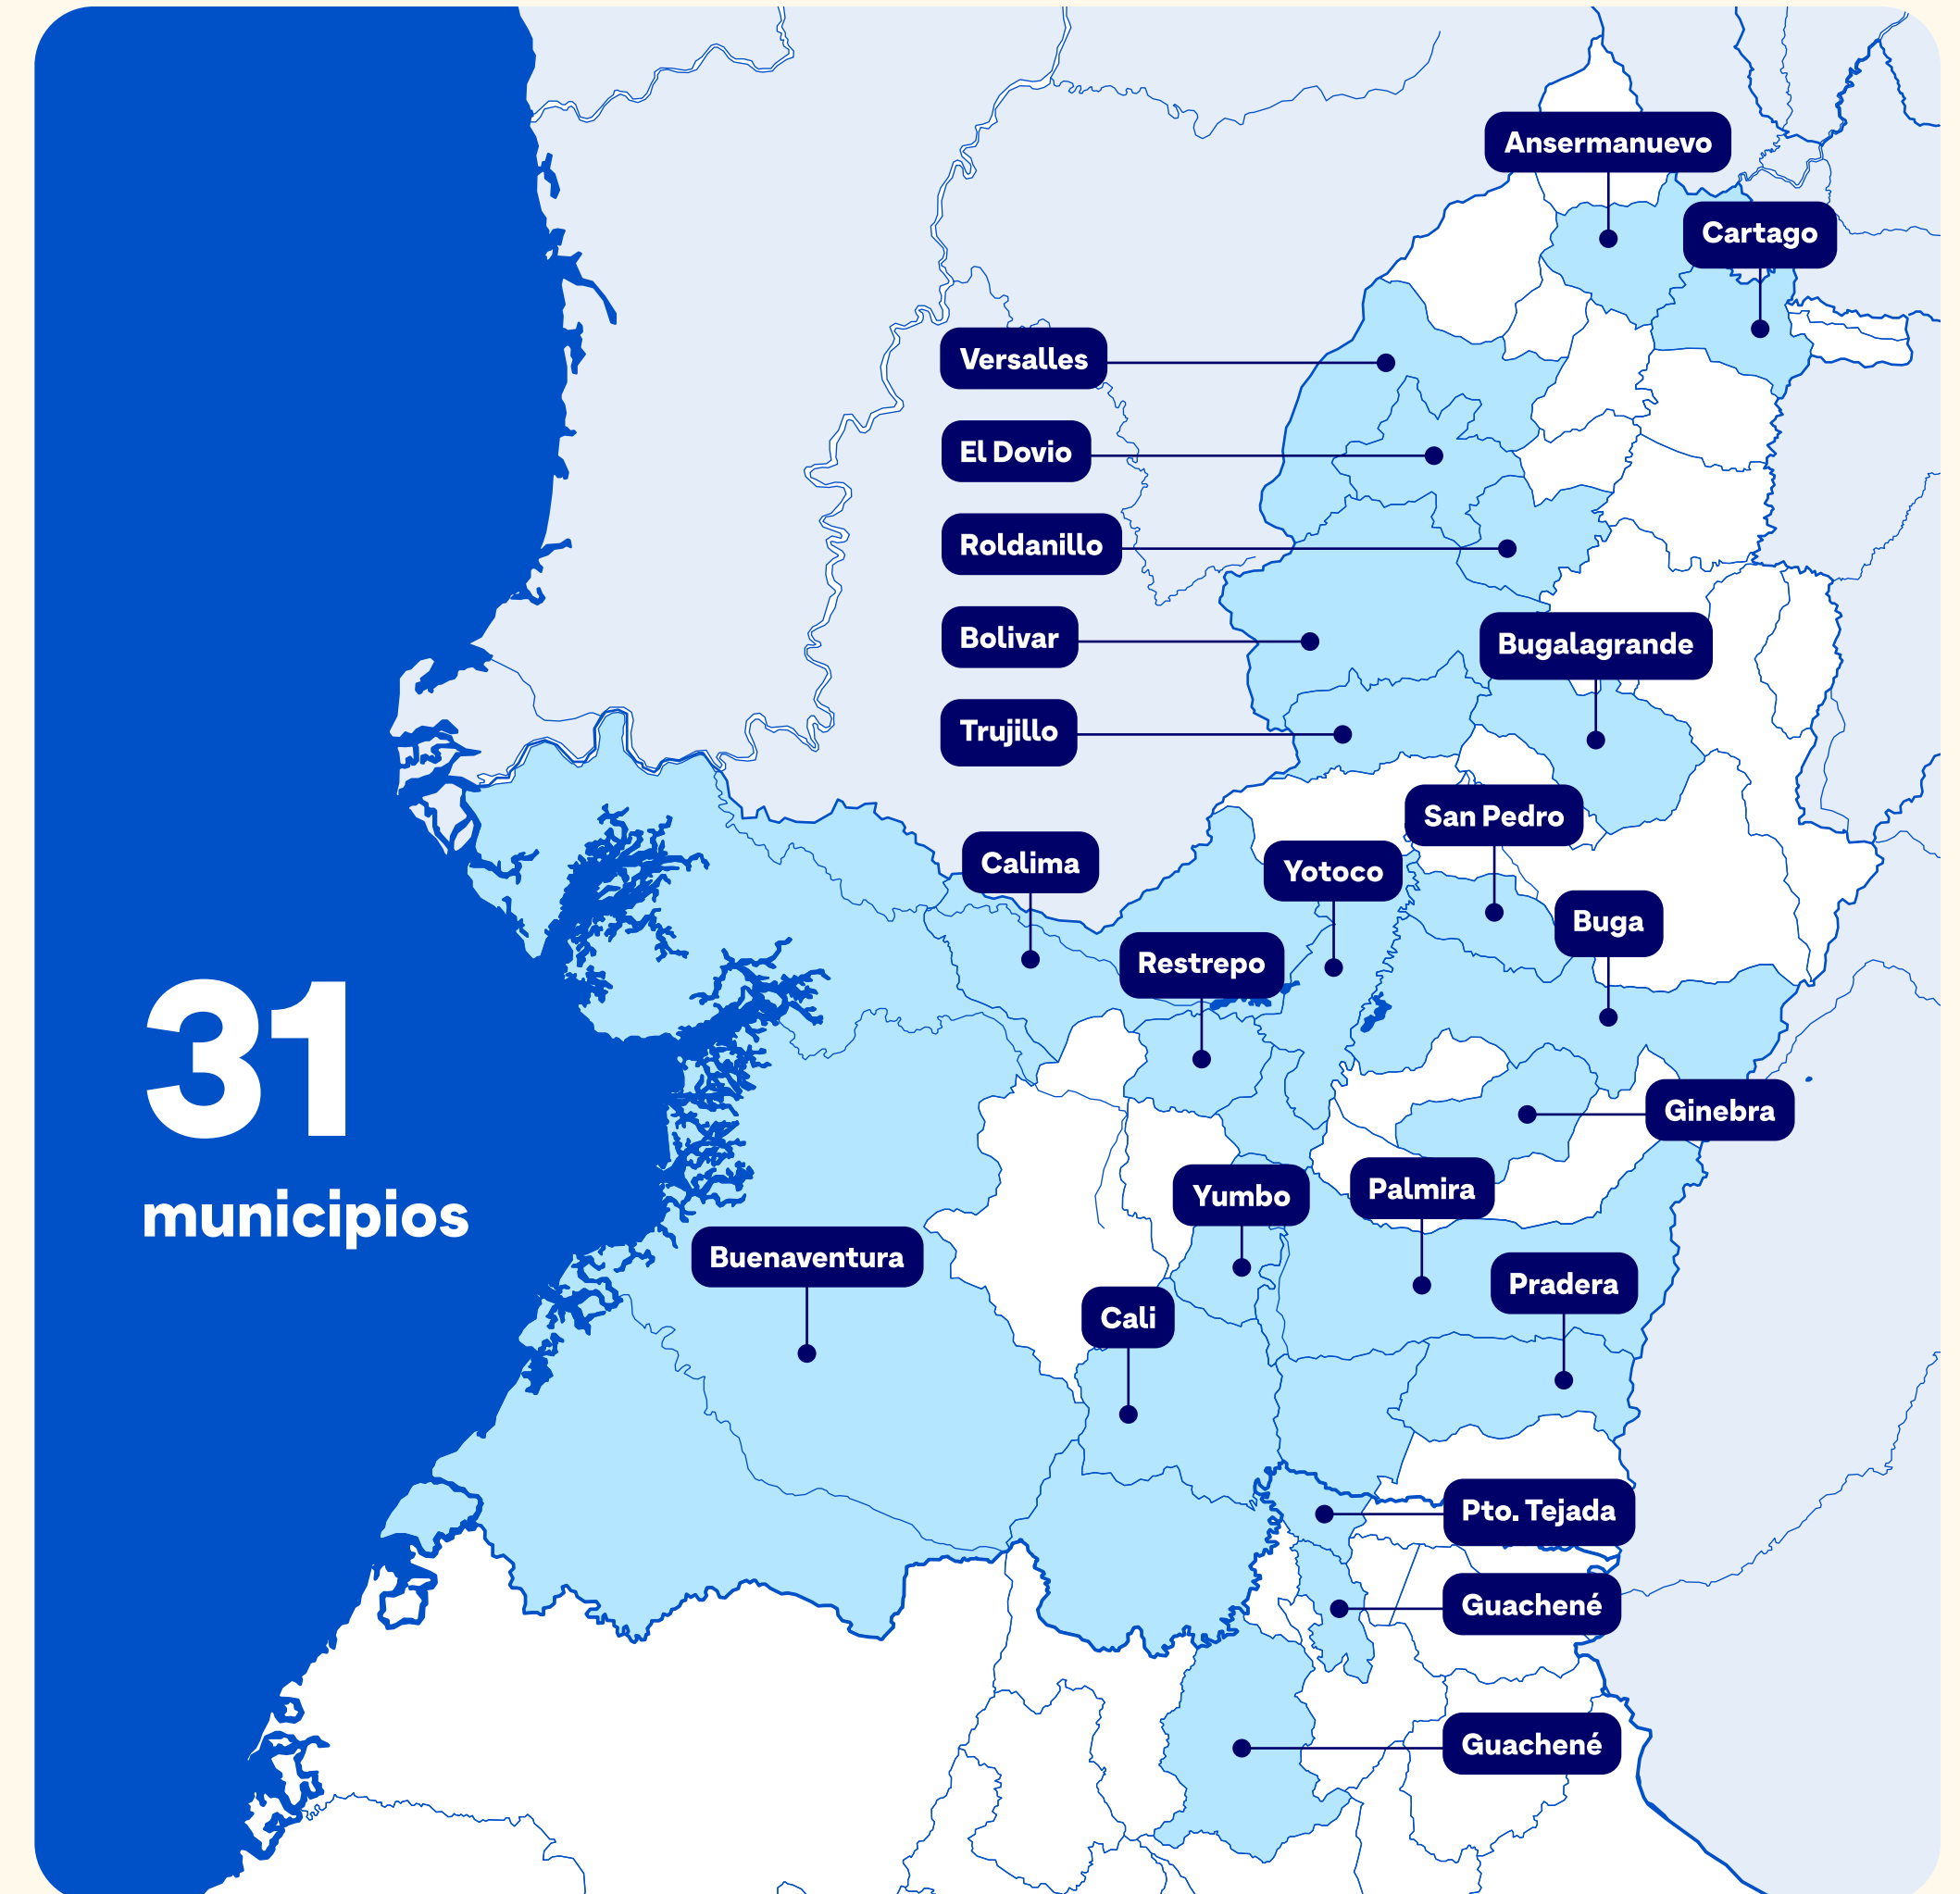 Ansermanuevo
Cartago
Versalles
El Dovio
Roldanillo
Bolivar
Bugalagrande
Trujillo
San Pedro
Calima
Yotoco
Buga
Restrepo
31
municipios
Ginebra
Palmira
Yumbo
Buenaventura
Pradera
Cali
Pto. Tejada
Guachené
Guachené